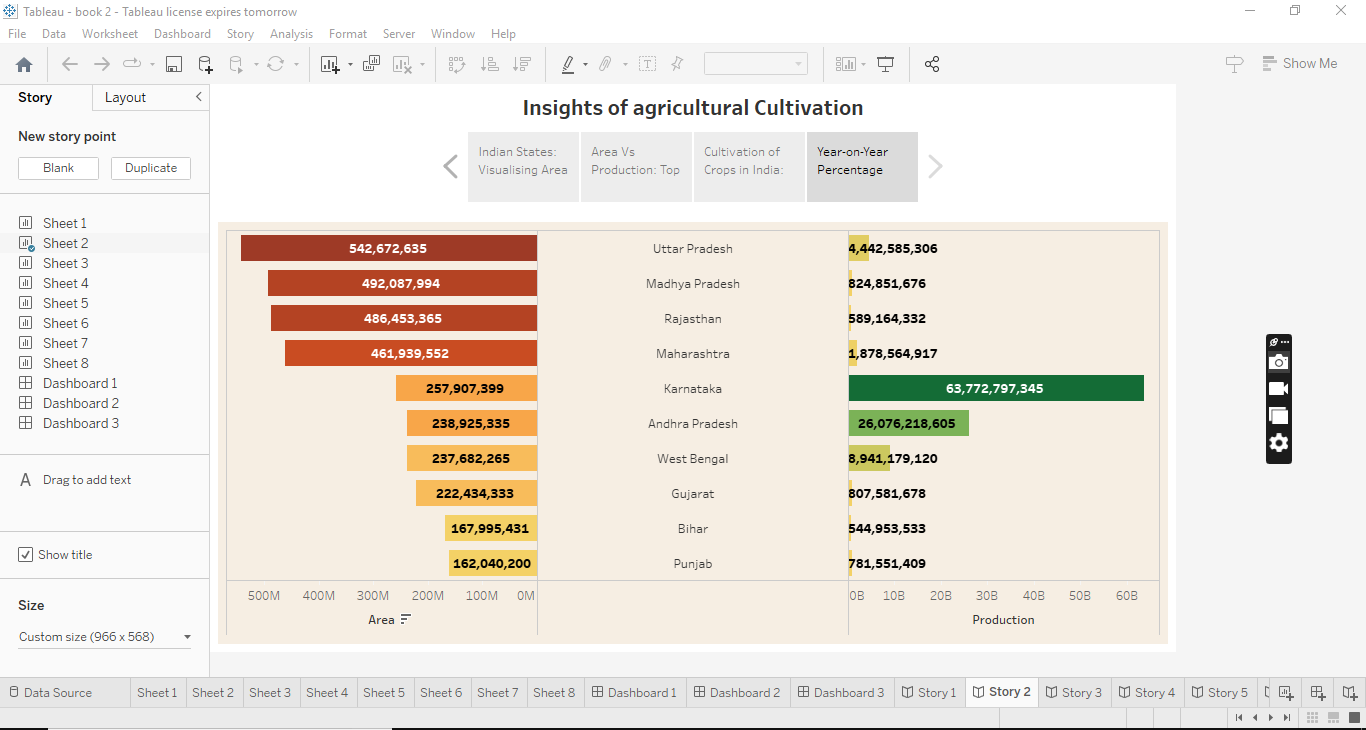 Tableau - book 2 - Tableau license expires tomorrow
File Data Worksheet Dashboard Story Analysis Format Server Window Help
Show Me
Story Layout
New story point
Blank Duplicate
Sheet 1
Sheet 2
Sheet 3
Sheet 4
Sheet 5
Sheet 6
Sheet 7
Sheet 8
Dashboard 1
Dashboard 2
Dashboard 3
A Drag to add text
Show title
Size
Custom size (966 x 568)
Insights of agricultural Cultivation
Indian States:
Visualising Area
Area Vs
Production: Top
Cultivation of
Crops in India:
Year-on-Year
Percentage
542,672,635 Uttar Pradesh 4,442,585,306
492,087,994 Madhya Pradesh 824,851,676
486,453,365 Rajasthan 589,164,332
461,939,552 Maharashtra 1,878,564,917
257,907,399 Karnataka 63,772,797,345
238,925,335 Andhra Pradesh 26,076,218,605
237,682,265 West Bengal 8,941,179,120
222,434,333 Gujarat 807,581,678
167,995,431 Bihar 544,953,533
162,040,200 Punjab 781,551,409
500M 400M 300M 200M 100M 0M 0B 10B 20B 30B 40B 50B 60B
Area Production
Data Source Sheet 1 Sheet 2 Sheet 3 Sheet 4 Sheet 5 Sheet 6 Sheet 7 Sheet 8 Dashboard 1 Dashboard 2 Dashboard 3 Story 1 Story 2 Story 3 Story 4 Story 5